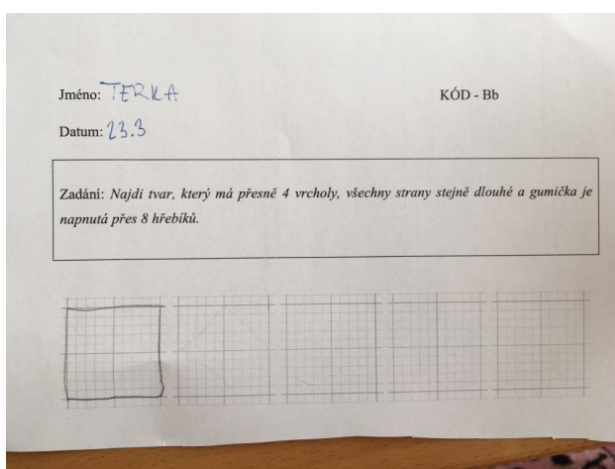 Jméno: TERKA
KÓD - Bb
Datum: 23.3
Zadání: Najdi tvar, který má přesně 4 vrcholy, všechny strany stejně dlouhé a gumička je
napnutá přes 8 hřebíků.